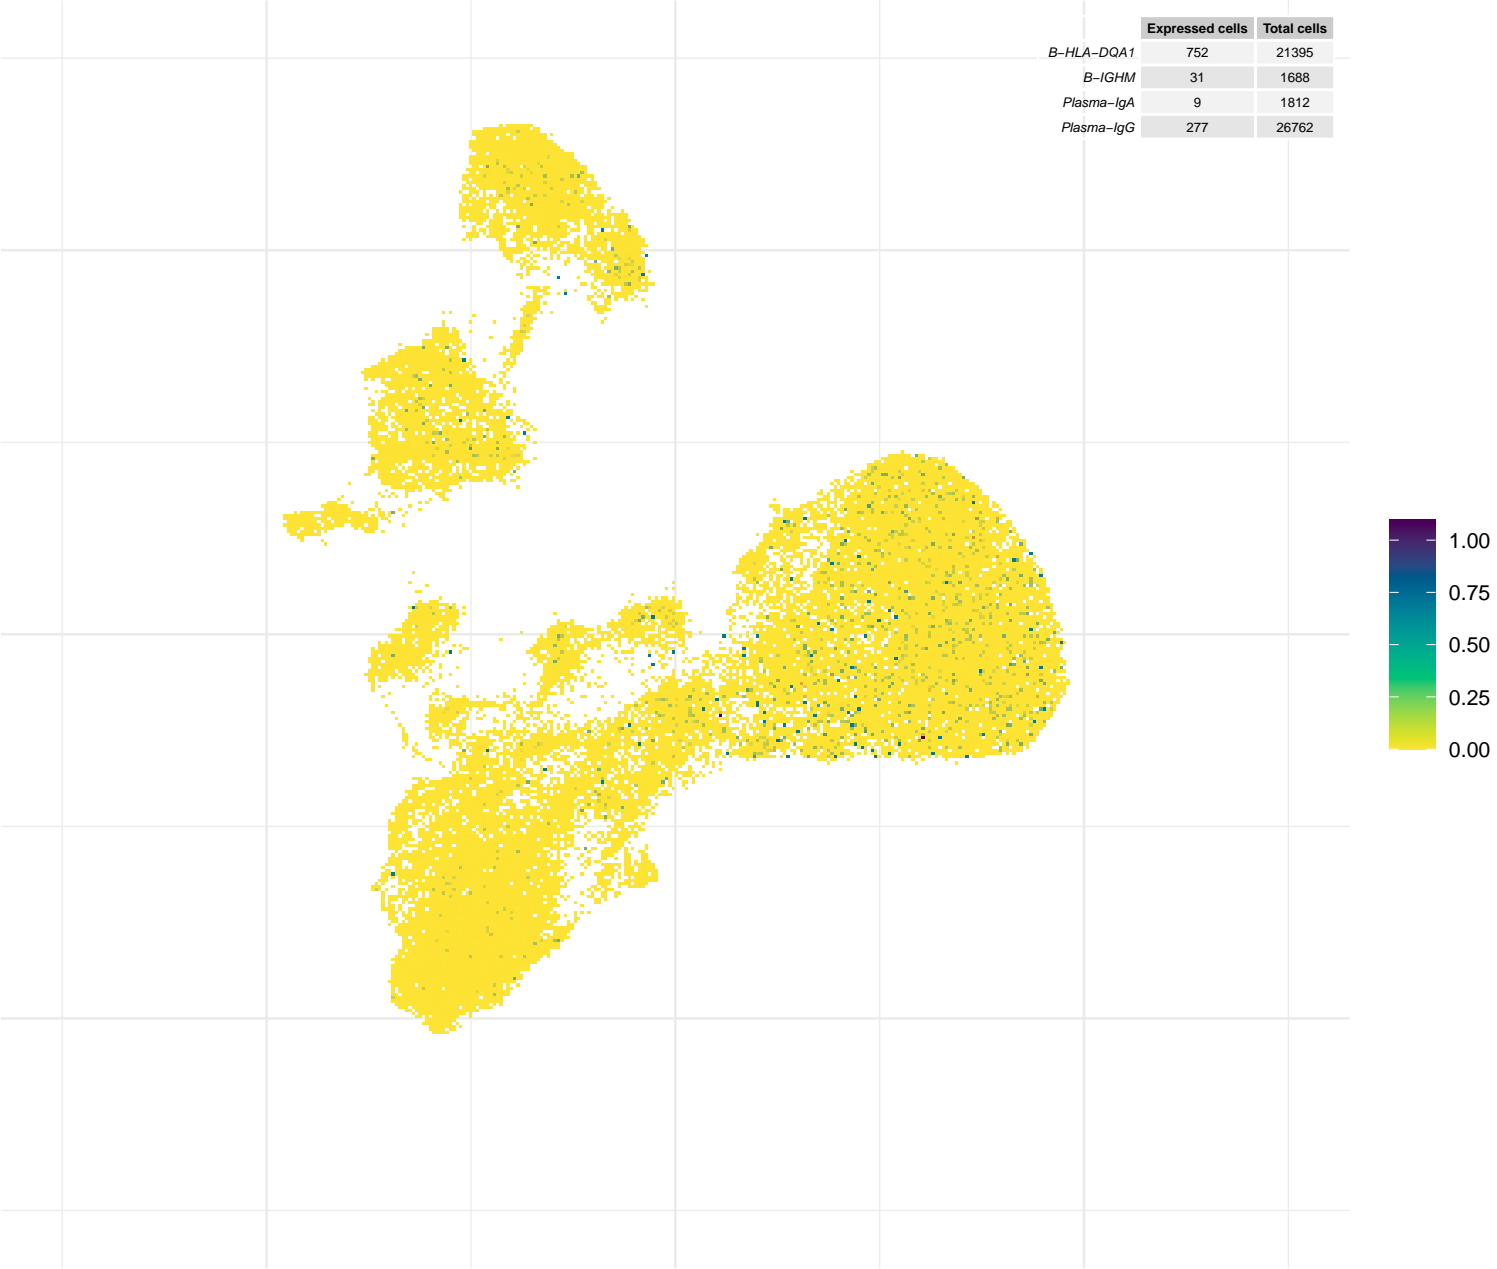 Expressed cells Total cells
B−HLA−DQA1 752 21395
B−IGHM 31 1688
Plasma−IgA 9 1812
Plasma−IgG 277 26762
1.00
0.75
0.50
0.25
0.00